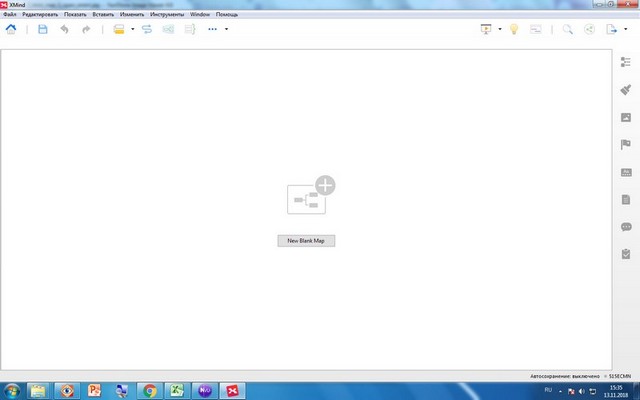 XMind
Файл Редактировать Показать Вставить Изменить Инструменты Window Помощь
New Blank Map
Автосохранение: выключено S1SECMN
RU
15:35
13.11.2018